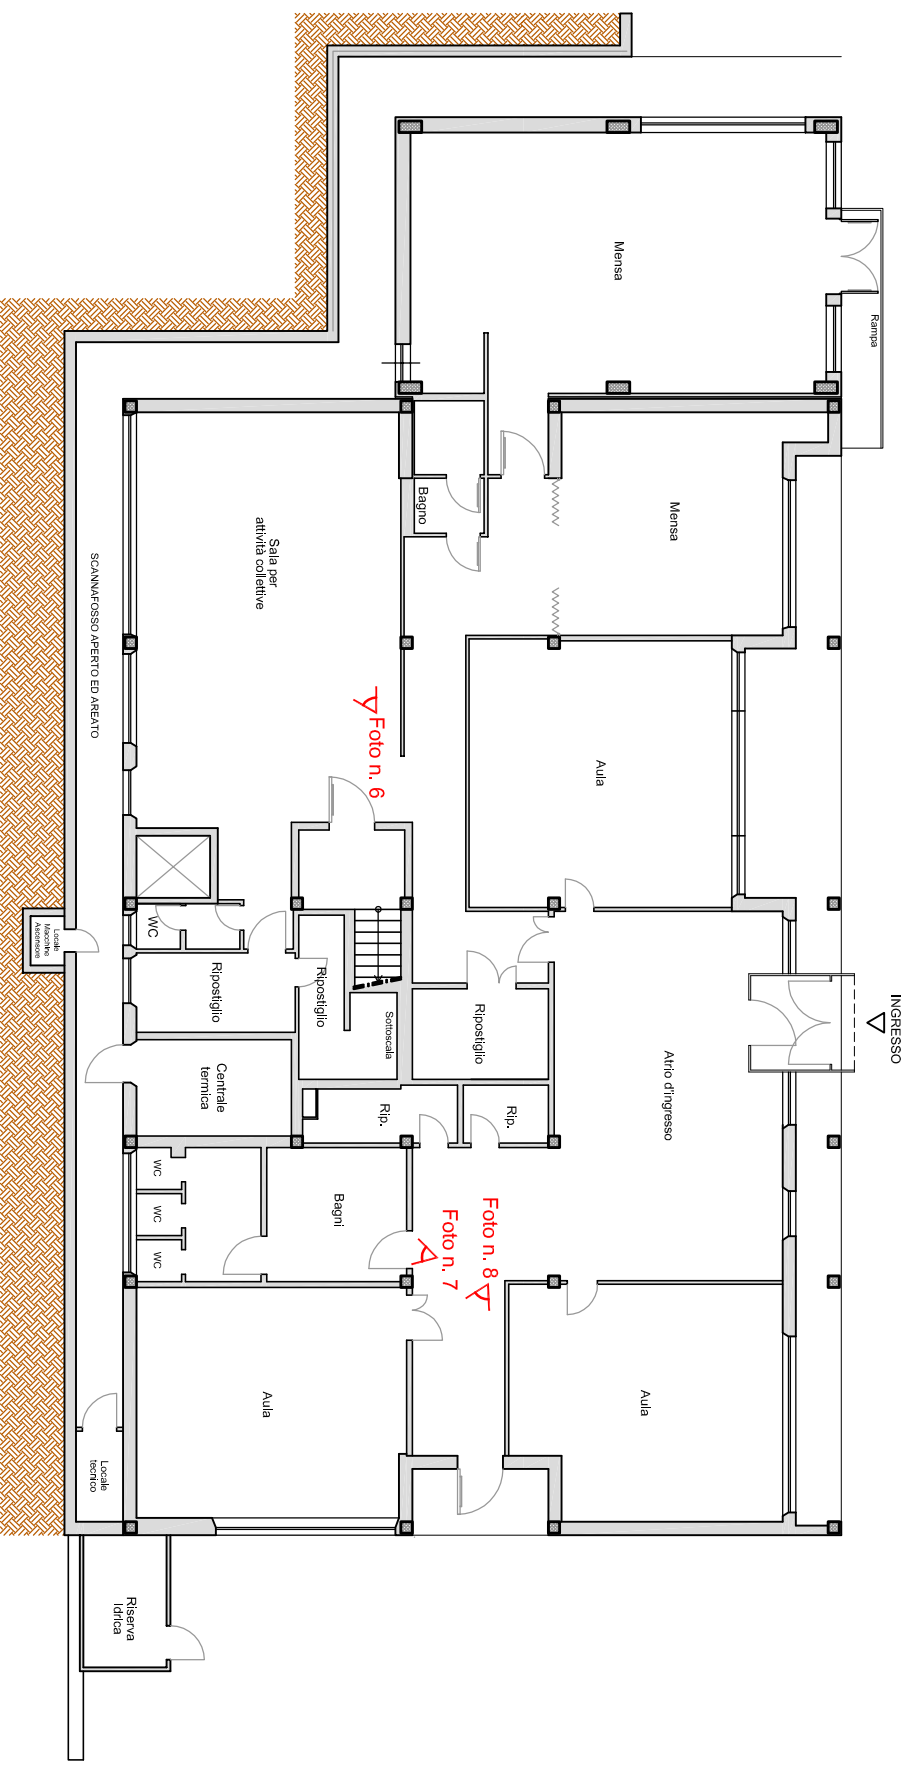 INGRESSO
Rampa
Mensa
Mensa
Bagno
Sala per
attività collettive
SCANNAFOSSO APERTO ED AREATO
Foto n. 6
Aula
WC
Locale
Macchine
Ascensore
Ripostiglio
Ripostiglio
Sottoscala
Ripostiglio
Atrio d'ingresso
Centrale
termica
Rip.
Rip.
WC
WC
WC
Bagni
Foto n. 7
Foto n. 8
Aula
Aula
Locale
tecnico
Riserva
Idrica